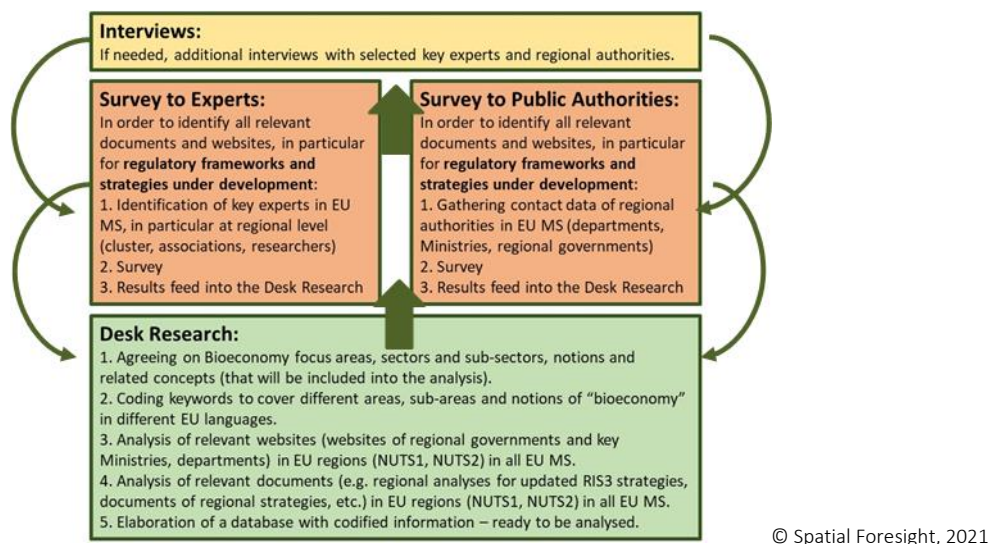 Interviews:
If needed, additional interviews with selected key experts and regional authorities.
Survey to Experts:
In order to identify all relevant
documents and websites, in particular
for regulatory frameworks and
strategies under development:
1. Identification of key experts in EU
MS, in particular at regional level
(cluster, associations, researchers)
2. Survey
3. Results feed into the Desk Research
Survey to Public Authorities:
In order to identify all relevant
documents and websites, in particular
for regulatory frameworks and
strategies under development:
1. Gathering contact data of regional
authorities in EU MS (departments,
Ministries, regional governments)
2. Survey
3. Results feed into the Desk Research
Desk Research:
1. Agreeing on Bioeconomy focus areas, sectors and sub-sectors, notions and
related concepts (that will be included into the analysis).
2. Coding keywords to cover different areas, sub-areas and notions of “bioeconomy”
in different EU languages.
3. Analysis of relevant websites (websites of regional governments and key
Ministries, departments) in EU regions (NUTS1, NUTS2) in all EU MS.
4. Analysis of relevant documents (e.g. regional analyses for updated RIS3 strategies,
documents of regional strategies, etc.) in EU regions (NUTS1, NUTS2) in all EU MS.
5. Elaboration of a database with codified information – ready to be analysed.
© Spatial Foresight, 2021